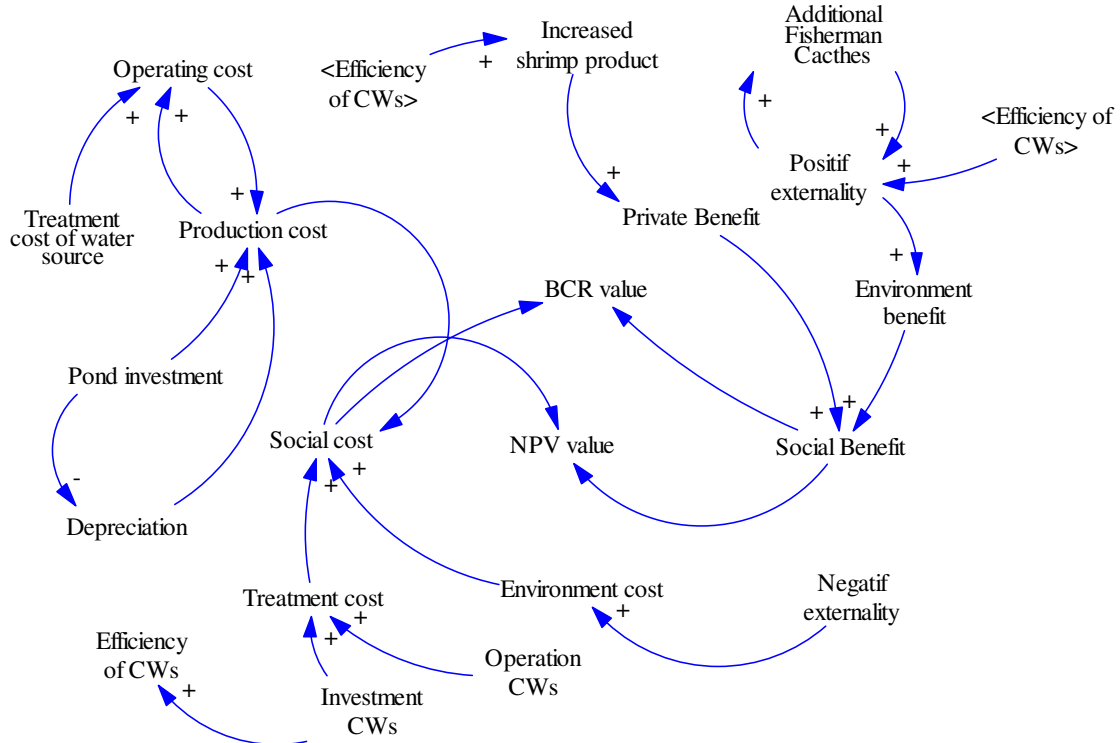 Additional
Fisherman
Cacthes
Increased
shrimp product
+
<Efficiency
of CWs>
Operating cost
+
+
+
+
<Efficiency of
CWs>
+
+
Positif
externality
+
+
Treatment
cost of water
source
Production cost
Private Benefit
+
+
+
Environment
benefit
BCR value
Pond investment
+
+
Social cost
NPV value
Social Benefit
+
+
-
Depreciation
Treatment cost
Environment cost
Negatif
externality
+
+
+
Efficiency
of CWs
+
Operation
CWs
Investment
CWs